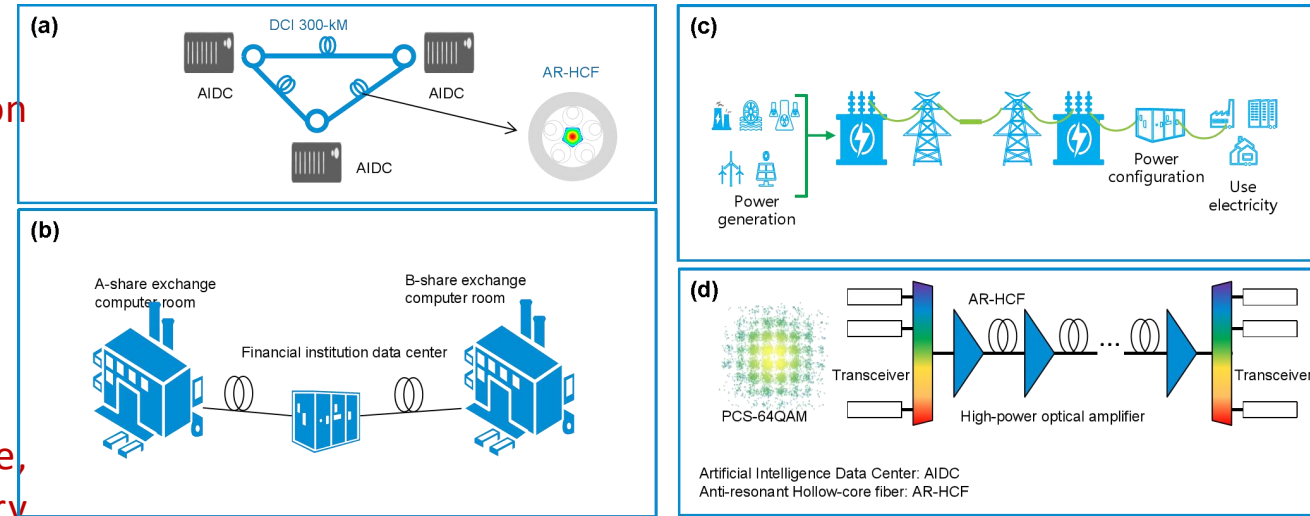 (a)
DCI 300-kM
AIDC
AIDC
AR-HCF
AIDC
on
(b)
A-share exchange
computer room
B-share exchange
computer room
Financial institution data center
e,
ry
(c)
Power
generation
Power
configuration
Use
electricity
(d)
AR-HCF
Transceiver
Transceiver
PCS-64QAM
High-power optical amplifier
...
Artificial Intelligence Data Center: AIDC
Anti-resonant Hollow-core fiber: AR-HCF